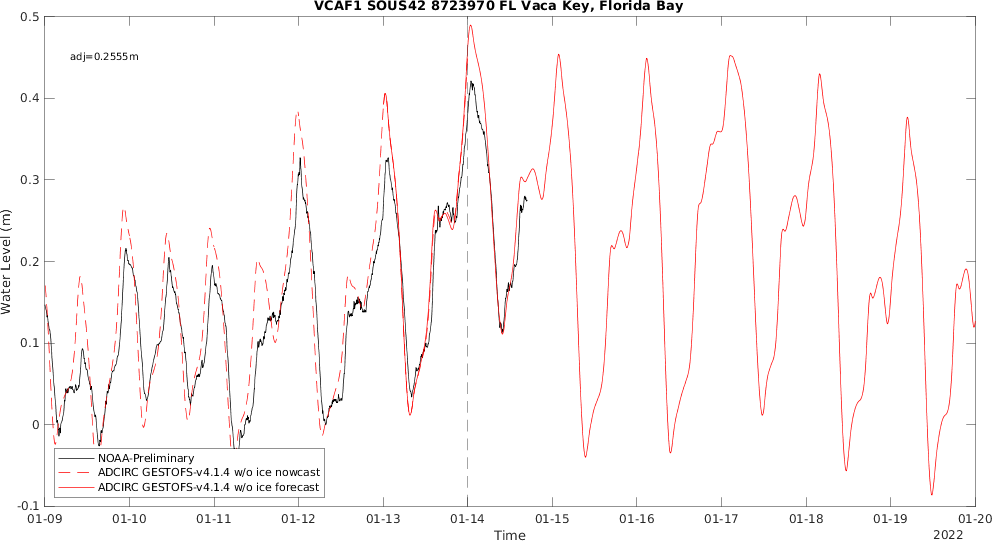 VCAF1 SOUS42 8723970 FL Vaca Key, Florida Bay
adj=0.2555m
0.5
0.4
0.3
0.2
0.1
0
-0.1
Water Level (m)
NOAA-Preliminary
ADCIRC GESTOFS-v4.1.4 w/o ice nowcast
ADCIRC GESTOFS-v4.1.4 w/o ice forecast
01-09 01-10 01-11 01-12 01-13 01-14 01-15 01-16 01-17 01-18 01-19 01-20
Time
2022